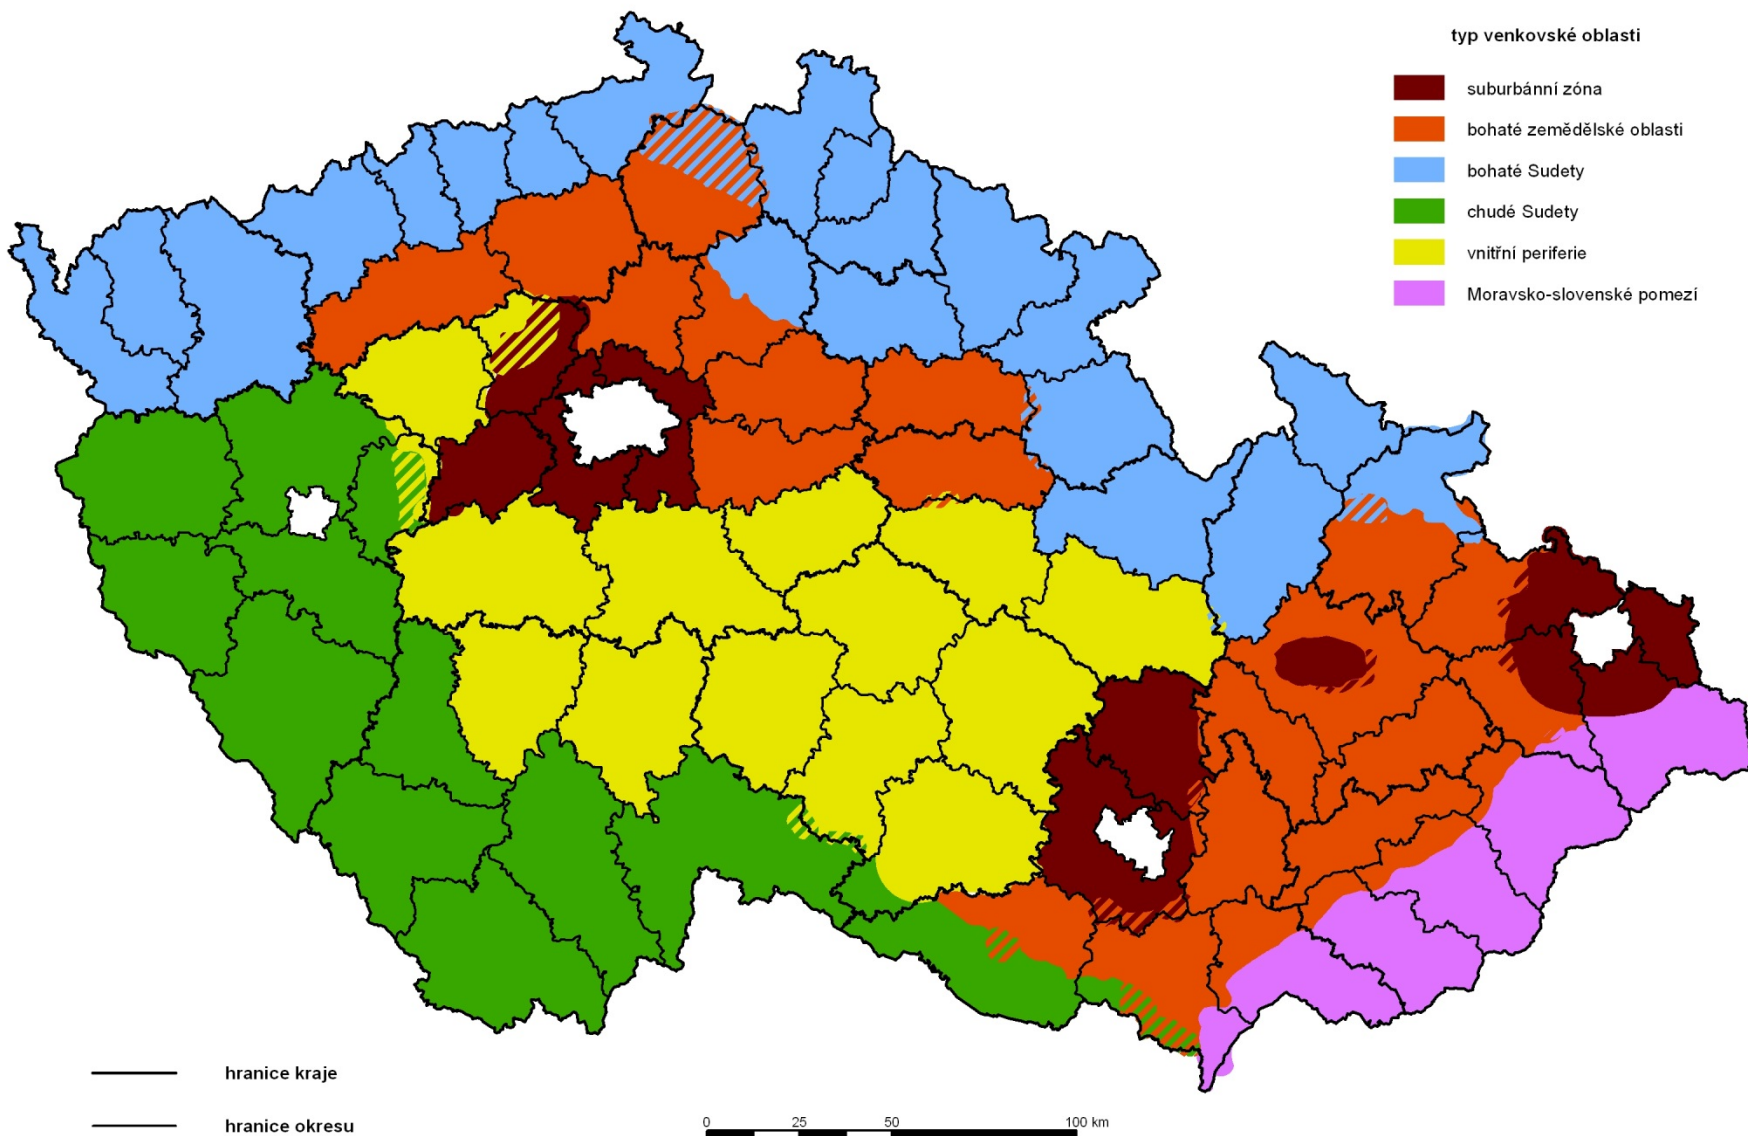 typ venkovské oblasti
suburbánní zóna
bohaté zemědělské oblasti
bohaté Sudety
chudé Sudety
vnitřní periferie
Moravsko-slovenské pomezí
hranice kraje
hranice okresu
0 25 50 100 km